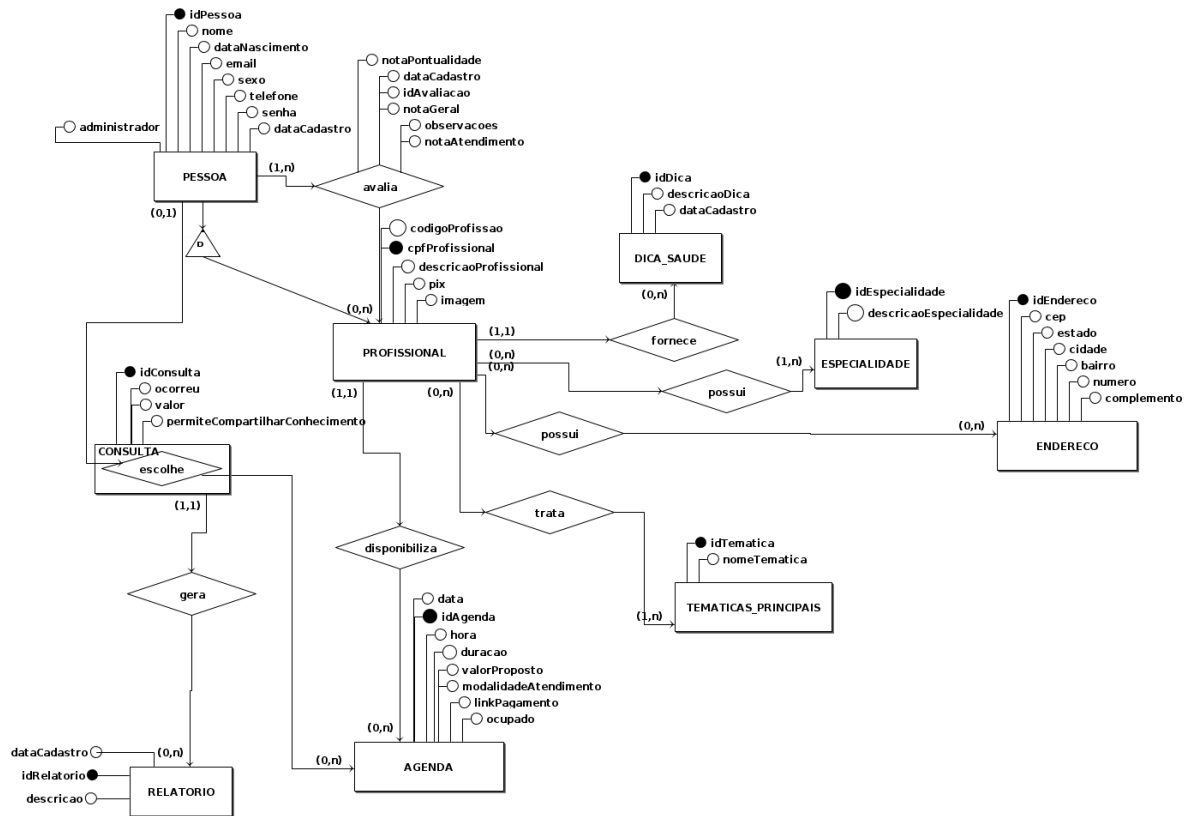 idPessoa
nome
dataNascimento
email
sexo
telefone
senha
dataCadastro
administrador
PESSOA
(1,n)
(0,1)
D
notaPontualidade
dataCadastro
idAvaliacao
notaGeral
observacoes
notaAtendimento
avalia
codigoProfissao
cpfProfissional
descricaoProfissional
pix
imagem
(0,n)
PROFISSIONAL
(1,1)
(0,n)
(0,n)
(1,1)
(0,n)
idDica
descricaoDica
dataCadastro
DICA_SAUDE
(0,n)
fornece
idEspecialidade
descricaoEspecialidade
ESPECIALIDADE
(1,n)
possui
idEndereco
cep
estado
cidade
bairro
numero
complemento
(0,n)
ENDERECO
possui
idConsulta
ocorreu
valor
permiteCompartilharConhecimento
CONSULTA
escolhe
(1,1)
trata
disponibiliza
idTematica
nomeTematica
TEMATICAS_PRINCIPAIS
(1,n)
gera
data
idAgenda
hora
duracao
valorProposto
modalidadeAtendimento
linkPagamento
ocupado
(0,n)
(0,n)
AGENDA
dataCadastro
(0,n)
idRelatorio
descricao
RELATORIO